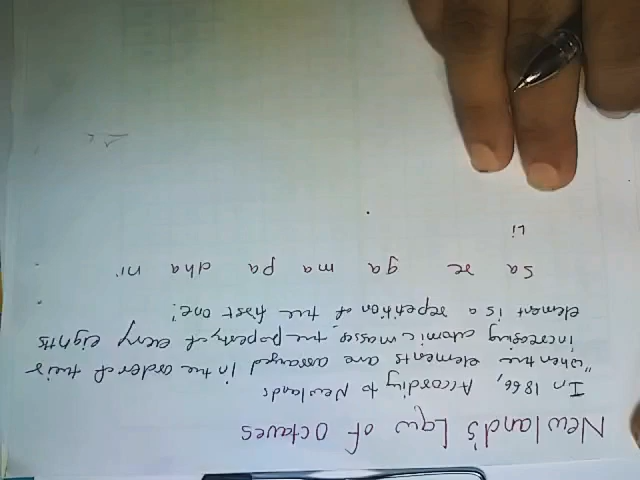 Newland's Law of Octaves
In 1866, According to Newlands
"when the elements are arranged in the order of their
increasing atomic masses, the property of every eights
element is a repetition of the first one".
sa re ga ma pa dha ni
Li